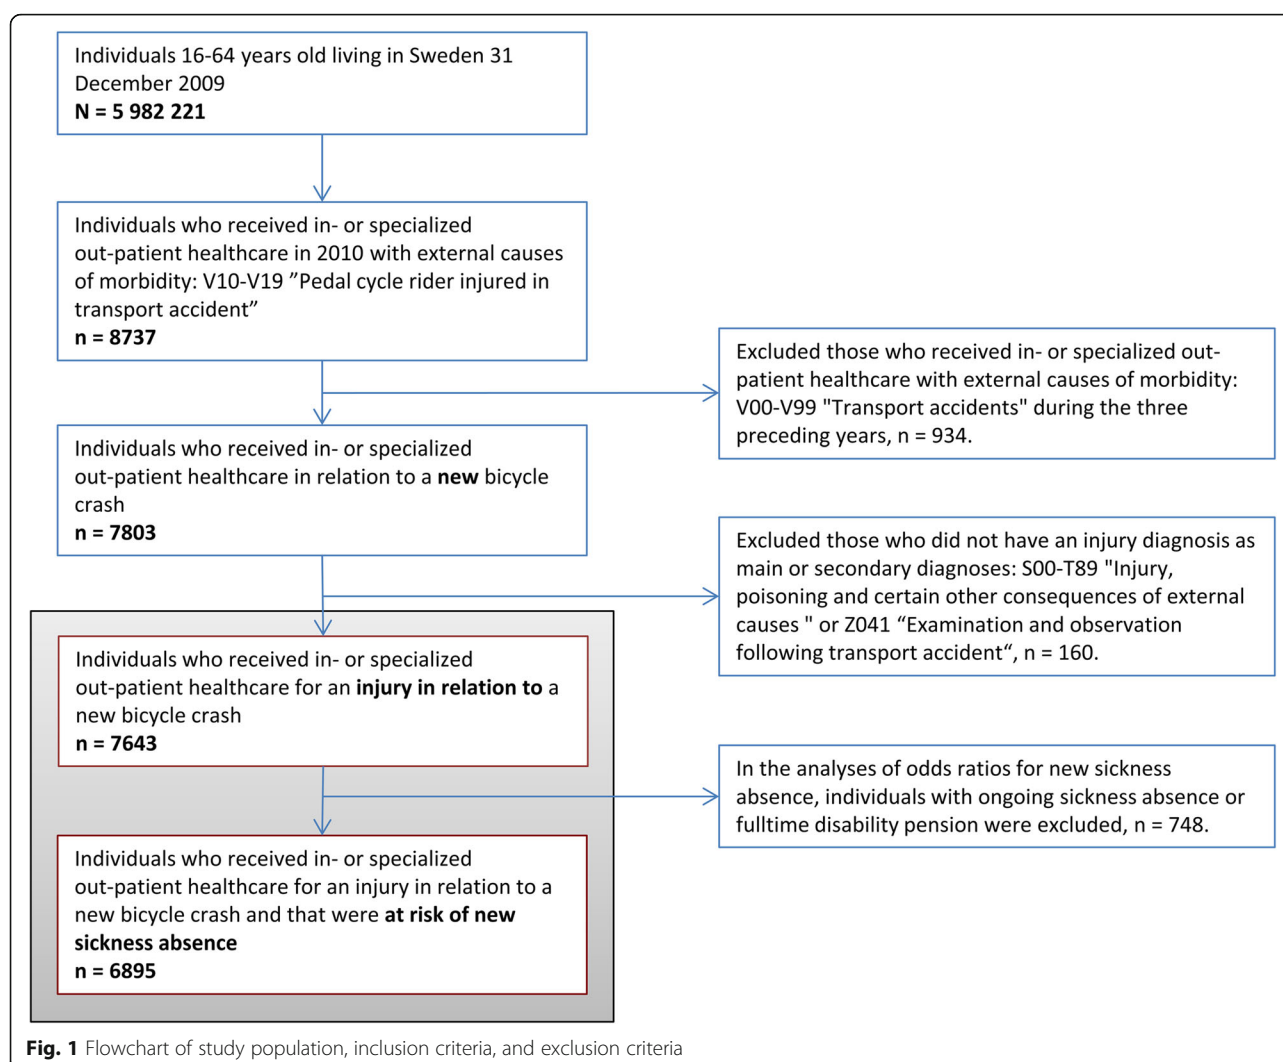 Individuals 16-64 years old living in Sweden 31
December 2009
N = 5 982 221
Individuals who received in- or specialized
out-patient healthcare in 2010 with external causes
of morbidity: V10-V19 ”Pedal cycle rider injured in
transport accident”
n = 8737
Excluded those who received in- or specialized out-
patient healthcare with external causes of morbidity:
V00-V99 "Transport accidents" during the three
preceding years, n = 934.
Individuals who received in- or specialized
out-patient healthcare in relation to a new bicycle
crash
n = 7803
Excluded those who did not have an injury diagnosis as
main or secondary diagnoses: S00-T89 "Injury,
poisoning and certain other consequences of external
causes " or Z041 “Examination and observation
following transport accident“, n = 160.
Individuals who received in- or specialized
out-patient healthcare for an injury in relation to a
new bicycle crash
n = 7643
In the analyses of odds ratios for new sickness
absence, individuals with ongoing sickness absence or
fulltime disability pension were excluded, n = 748.
Individuals who received in- or specialized
out-patient healthcare for an injury in relation to a
new bicycle crash and that were at risk of new
sickness absence
n = 6895
Fig. 1 Flowchart of study population, inclusion criteria, and exclusion criteria